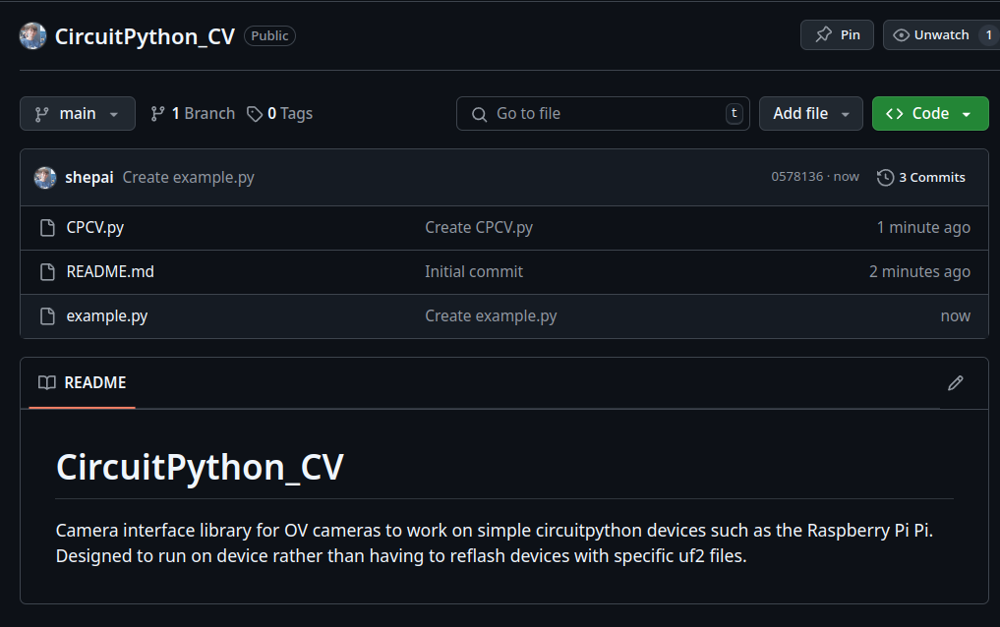 CircuitPython_CV Public Pin Unwatch 1
main 1 Branch 0 Tags Go to file t Add file Code
shepai Create example.py 0578136 · now 3 Commits
CPCV.py Create CPCV.py 1 minute ago
README.md Initial commit 2 minutes ago
example.py Create example.py now
README
CircuitPython_CV
Camera interface library for OV cameras to work on simple circuitpython devices such as the Raspberry Pi Pi.
Designed to run on device rather than having to reflash devices with specific uf2 files.